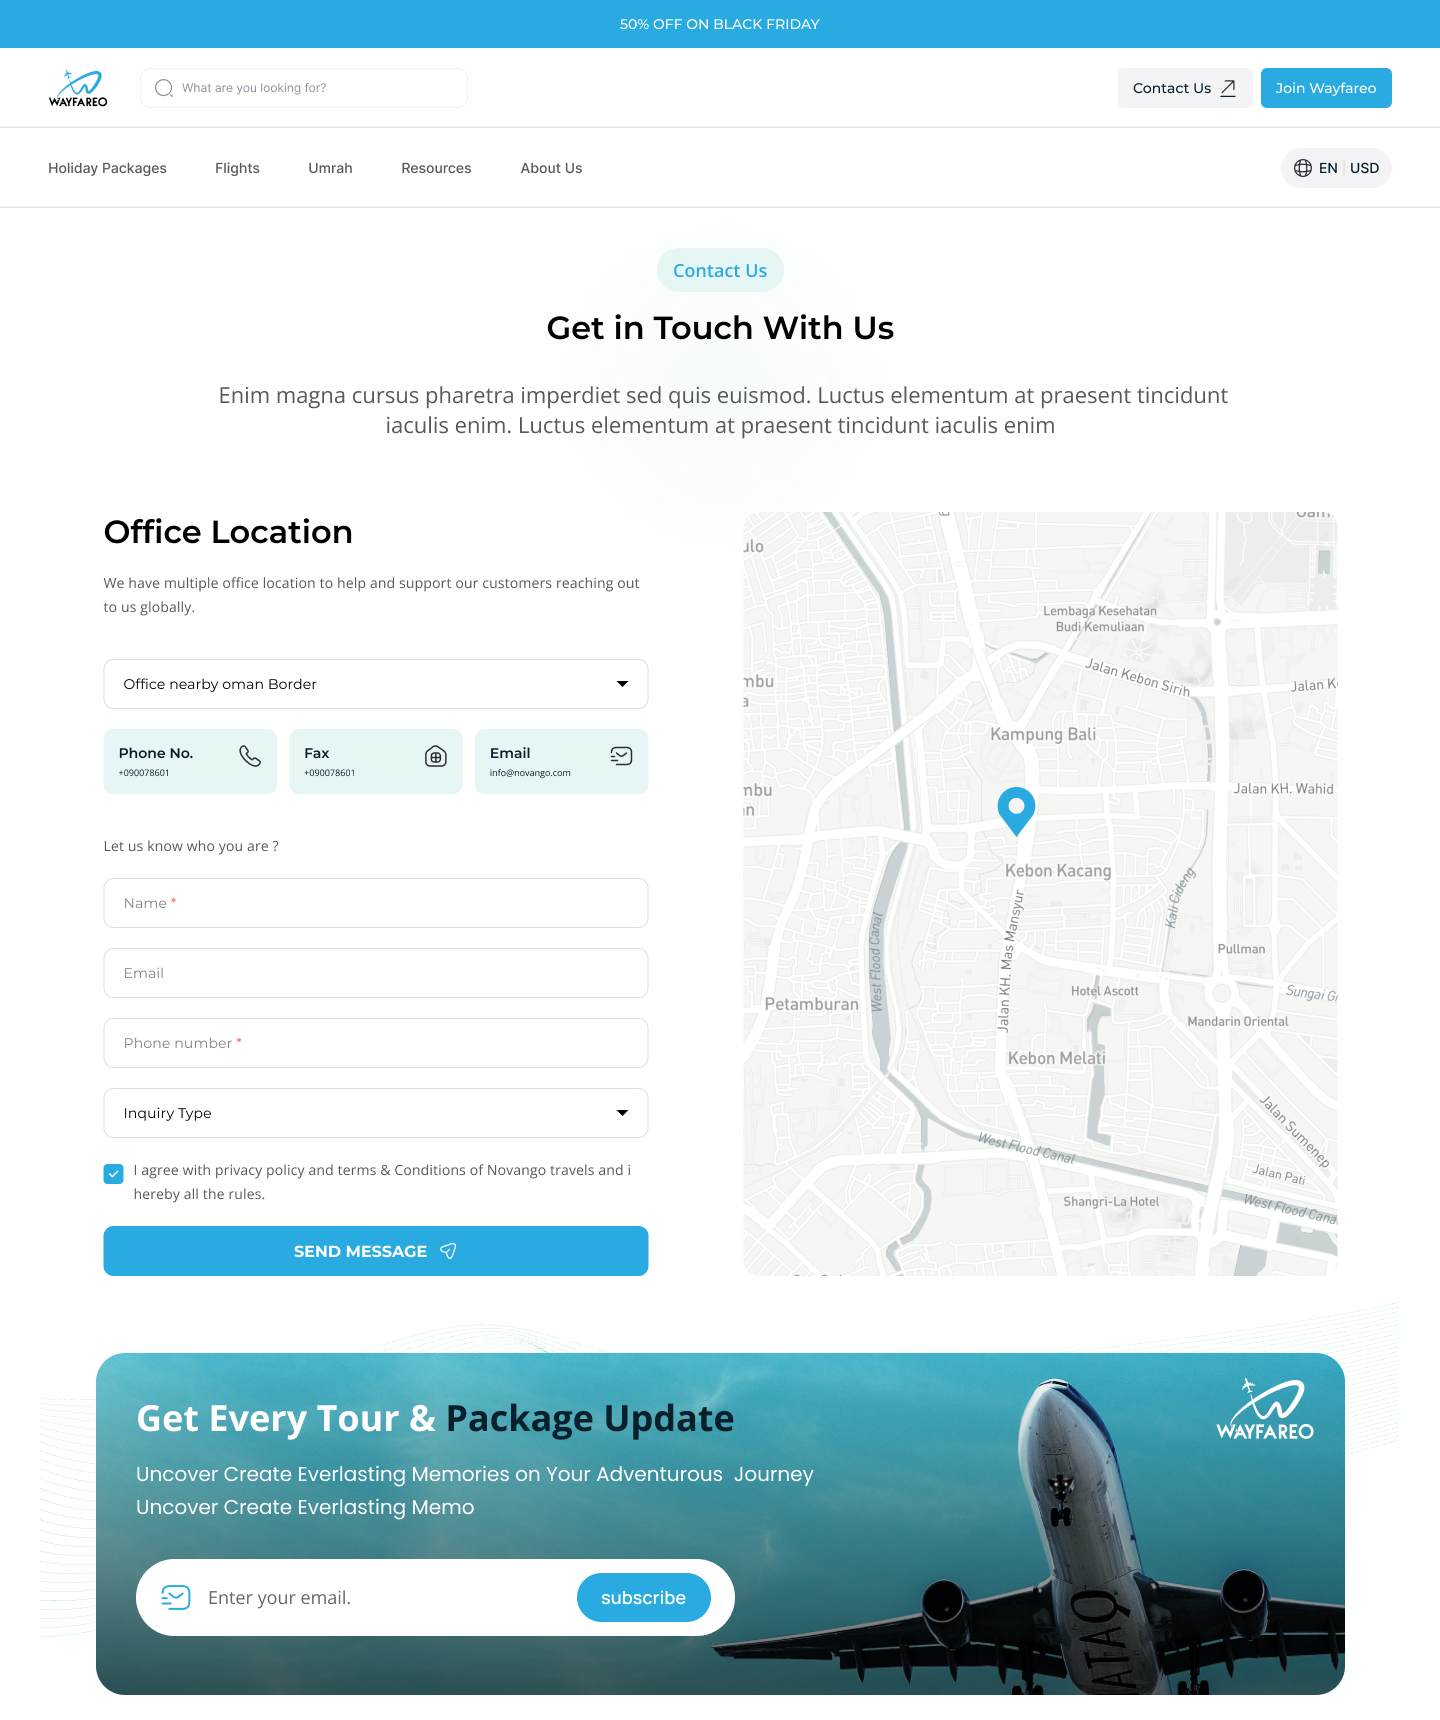 50% OFF ON BLACK FRIDAY
WAYFAREO
What are you looking for?
Contact Us
Join Wayfareo
Holiday Packages
Flights
Umrah
Resources
About Us
EN | USD
Contact Us
Get in Touch With Us
Enim magna cursus pharetra imperdiet sed quis euismod. Luctus elementum at praesent tincidunt
iaculis enim. Luctus elementum at praesent tincidunt iaculis enim
Office Location
We have multiple office location to help and support our customers reaching out
to us globally.
Office nearby oman Border
Phone No.
+090078601
Fax
+090078601
Email
info@novango.com
Let us know who you are ?
Name *
Email
Phone number *
Inquiry Type
I agree with privacy policy and terms & Conditions of Novango travels and i
hereby all the rules.
SEND MESSAGE
ulo
Lembaga Kesehatan
Budi Kemuliaan
Jalan Kebon Sirih
Jalan K
mbu
a
Kampung Bali
mbu
n
Jalan KH. Wahid
Kebon Kacang
Kali Cideng
Jalan KH. Mas Mansyur
West Flood Canal
Pullman
Petamburan
Hotel Ascott
Sungai G
Mandarin Oriental
Kebon Melati
Jalan Sumenep
West Flood Canal
Jalan Pati
Shangri-La Hotel
West Flood Cana
Get Every Tour & Package Update
WAYFAREO
Uncover Create Everlasting Memories on Your Adventurous  Journey
Uncover Create Everlasting Memo
Enter your email.
subscribe
ATAQ